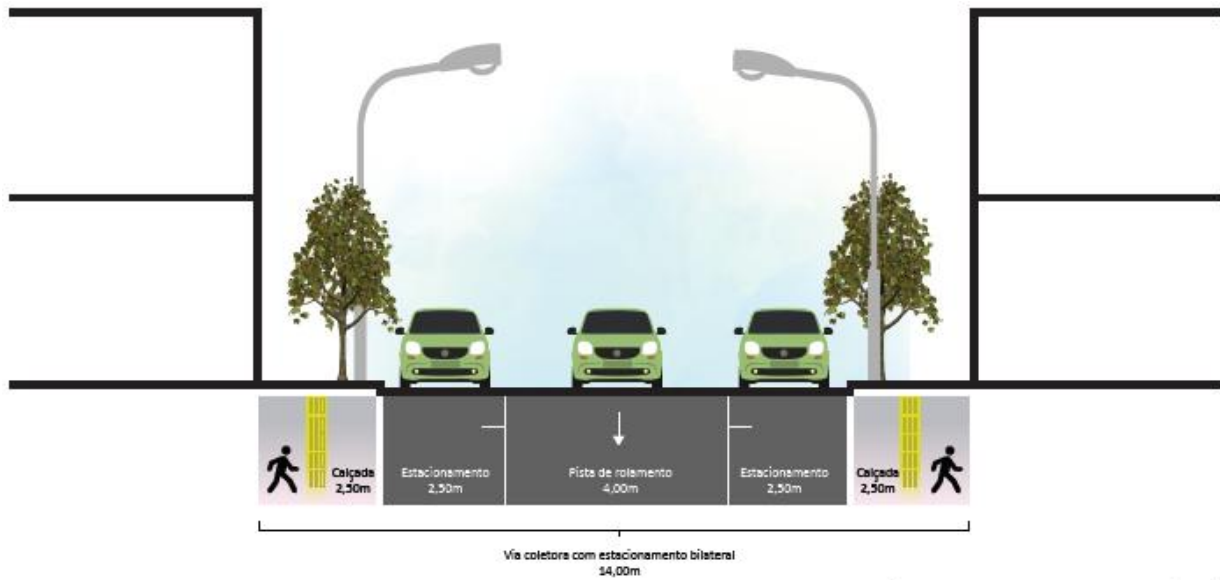 Calçada
2,50m
Estacionamento
2,50m
Pista de rolamento
4,00m
Estacionamento
2,50m
Calçada
2,50m
Via coletora com estacionamento bilateral
14,00m